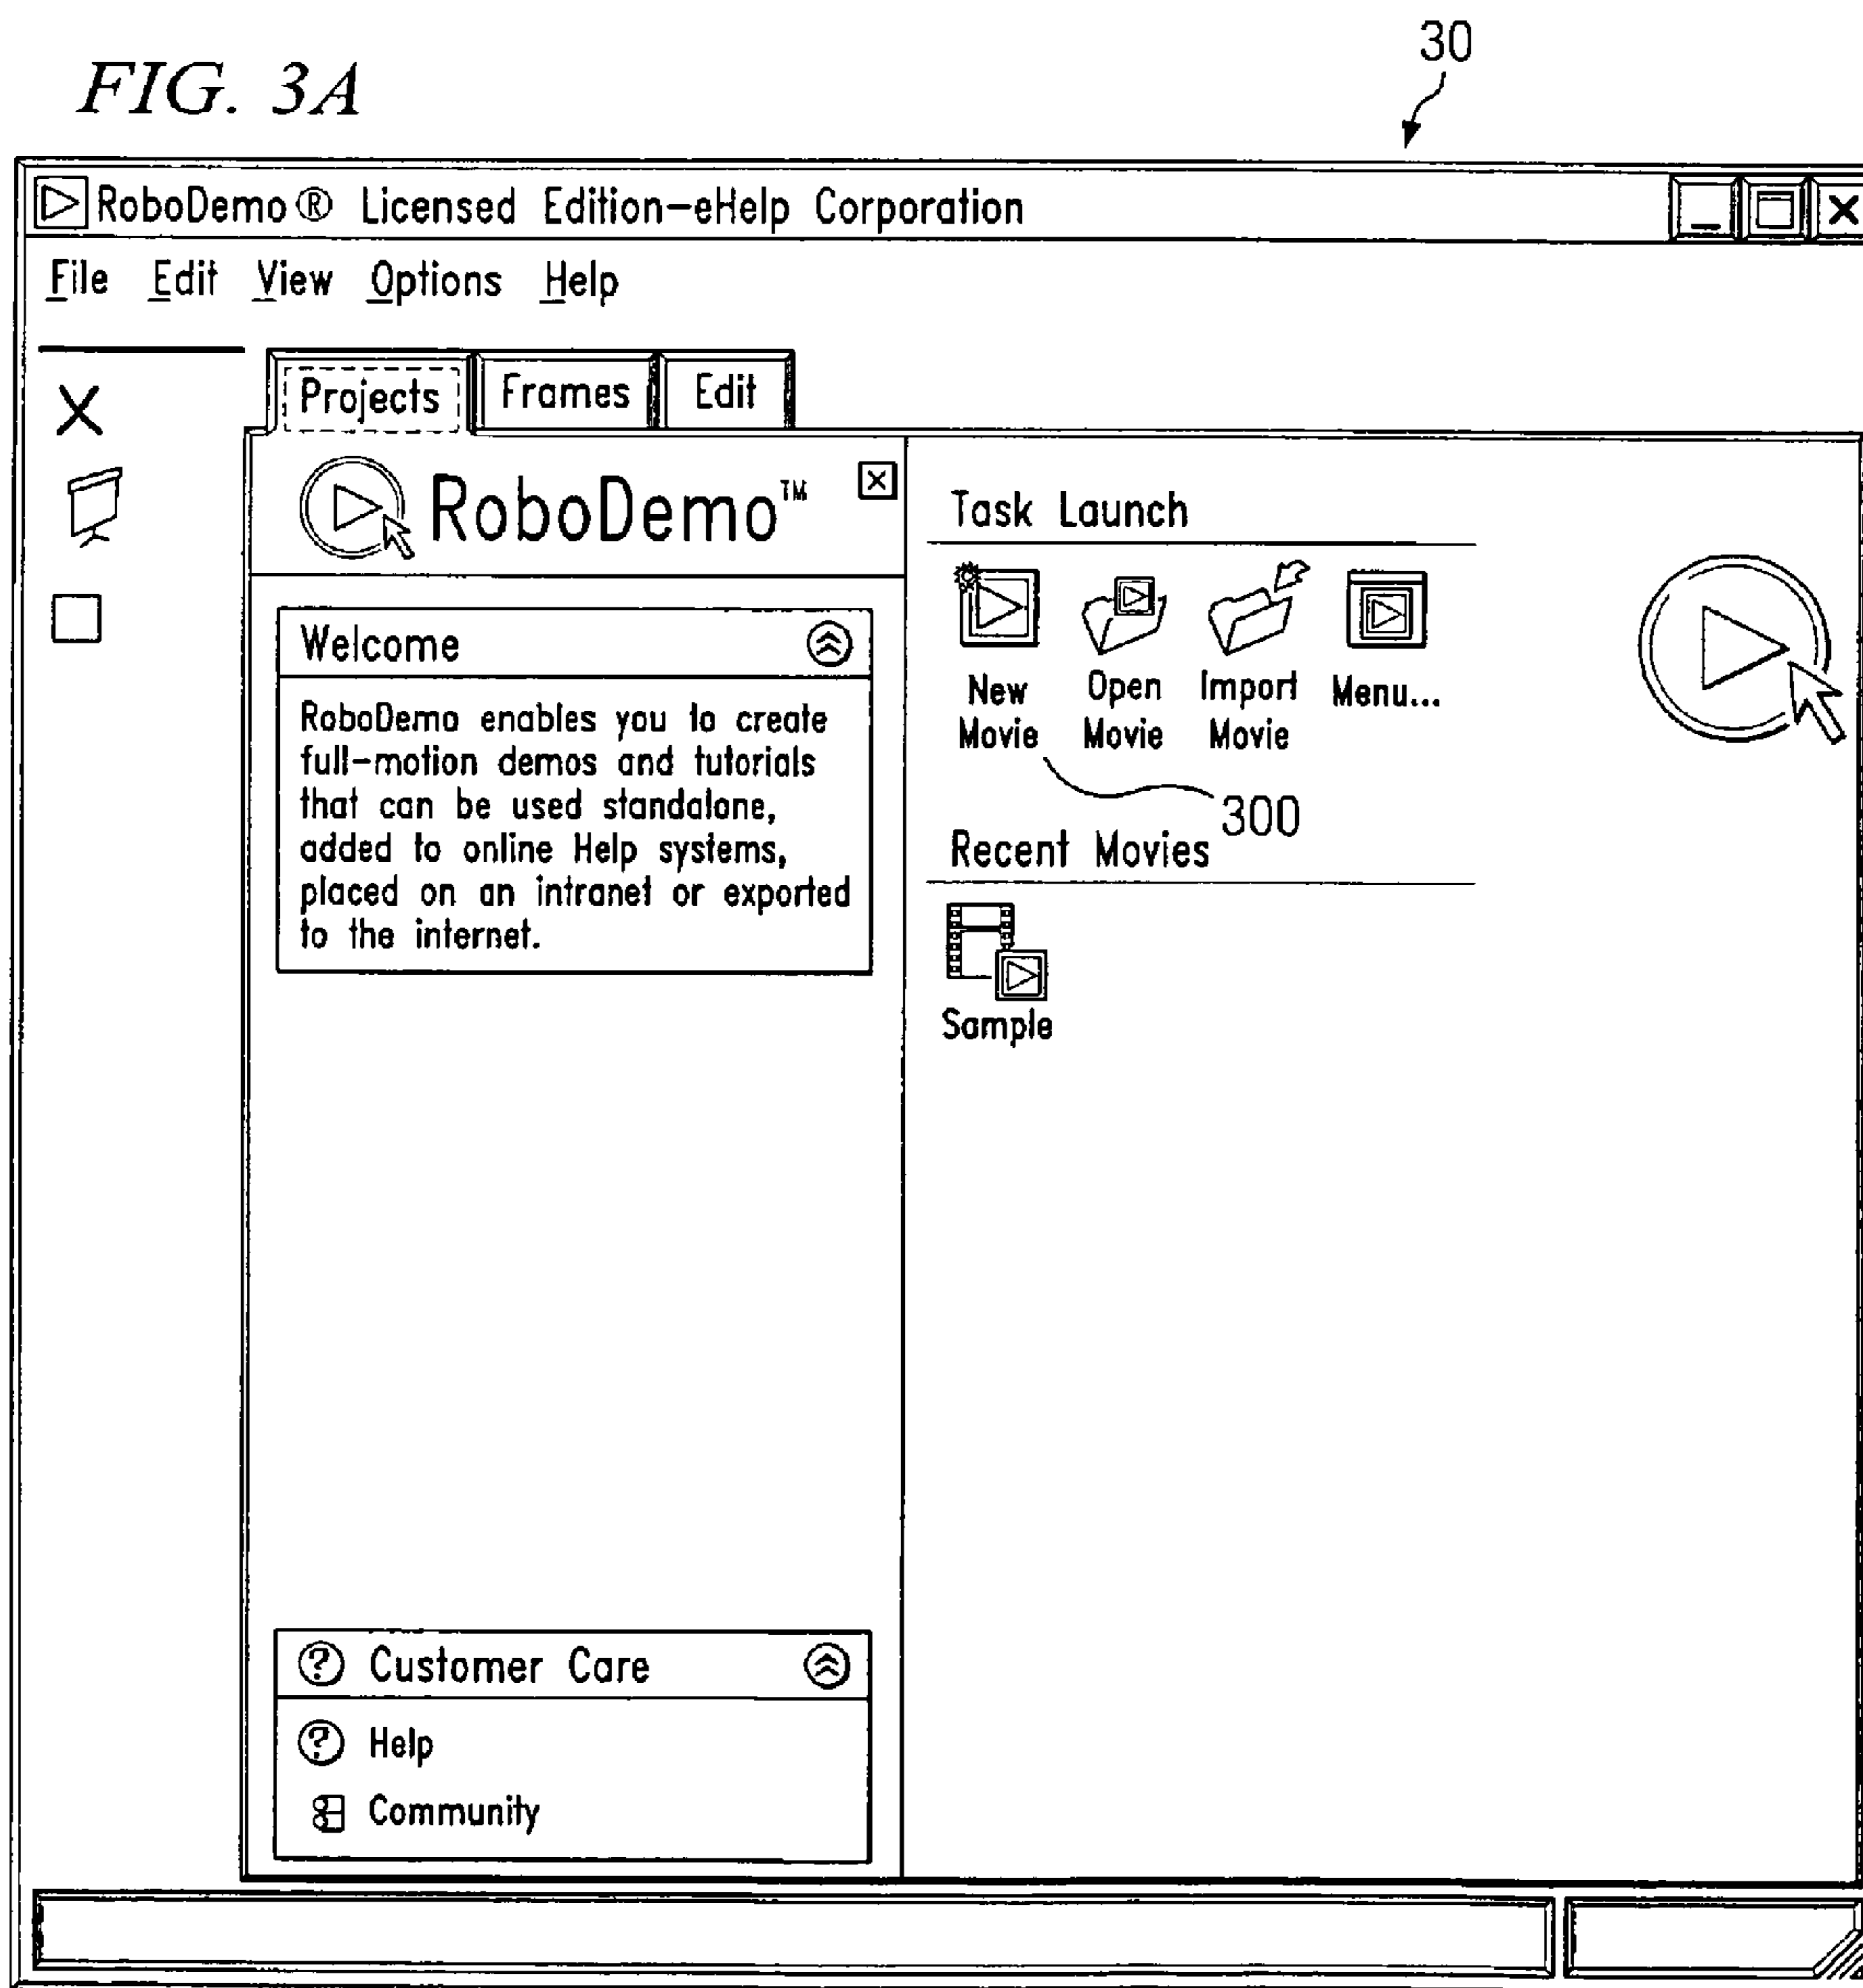 FIG. 3A
30
RoboDemo® Licensed Edition-eHelp Corporation
File Edit View Options Help
Projects Frames Edit
RoboDemo™
Welcome
RoboDemo enables you to create
full-motion demos and tutorials
that can be used standalone,
added to online Help systems,
placed on an intranet or exported
to the internet.
Customer Care
Help
Community
Task Launch
New Movie
Open Movie
Import Movie
Menu...
300
Recent Movies
Sample